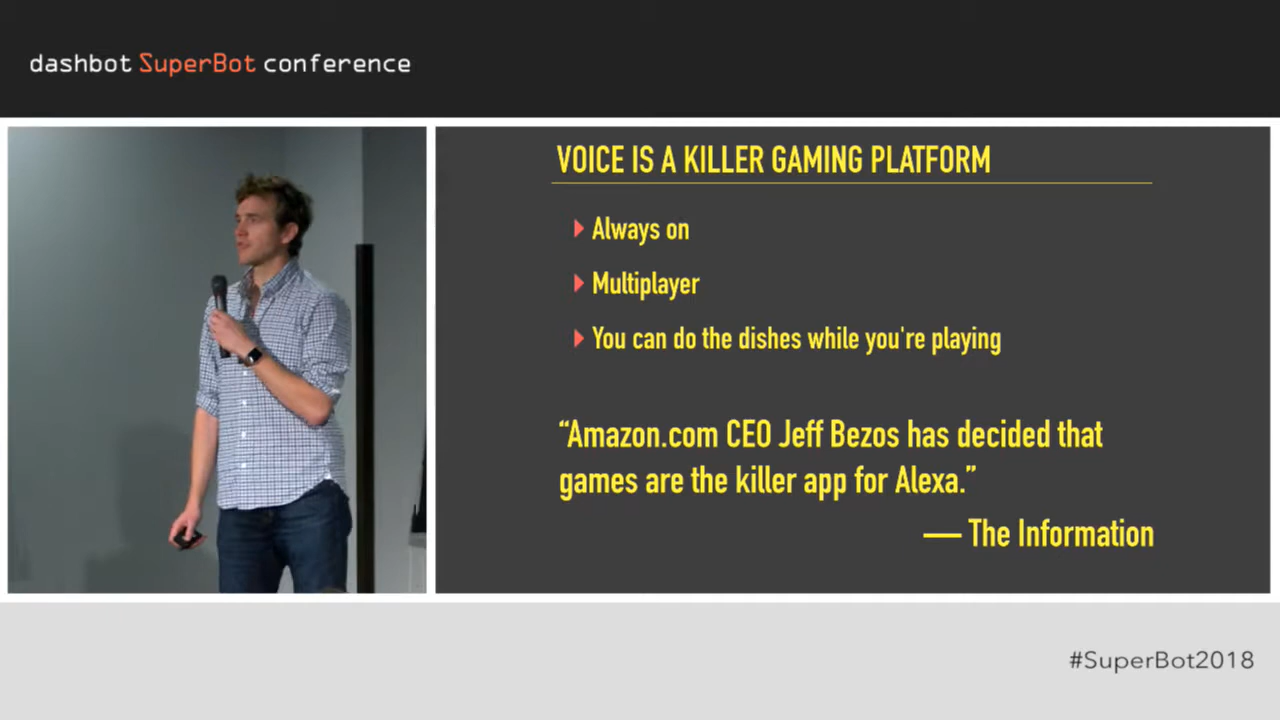 dashbot SuperBot conference
VOICE IS A KILLER GAMING PLATFORM
Always on
Multiplayer
You can do the dishes while you're playing
“Amazon.com CEO Jeff Bezos has decided that
games are the killer app for Alexa.”
— The Information
#SuperBot2018